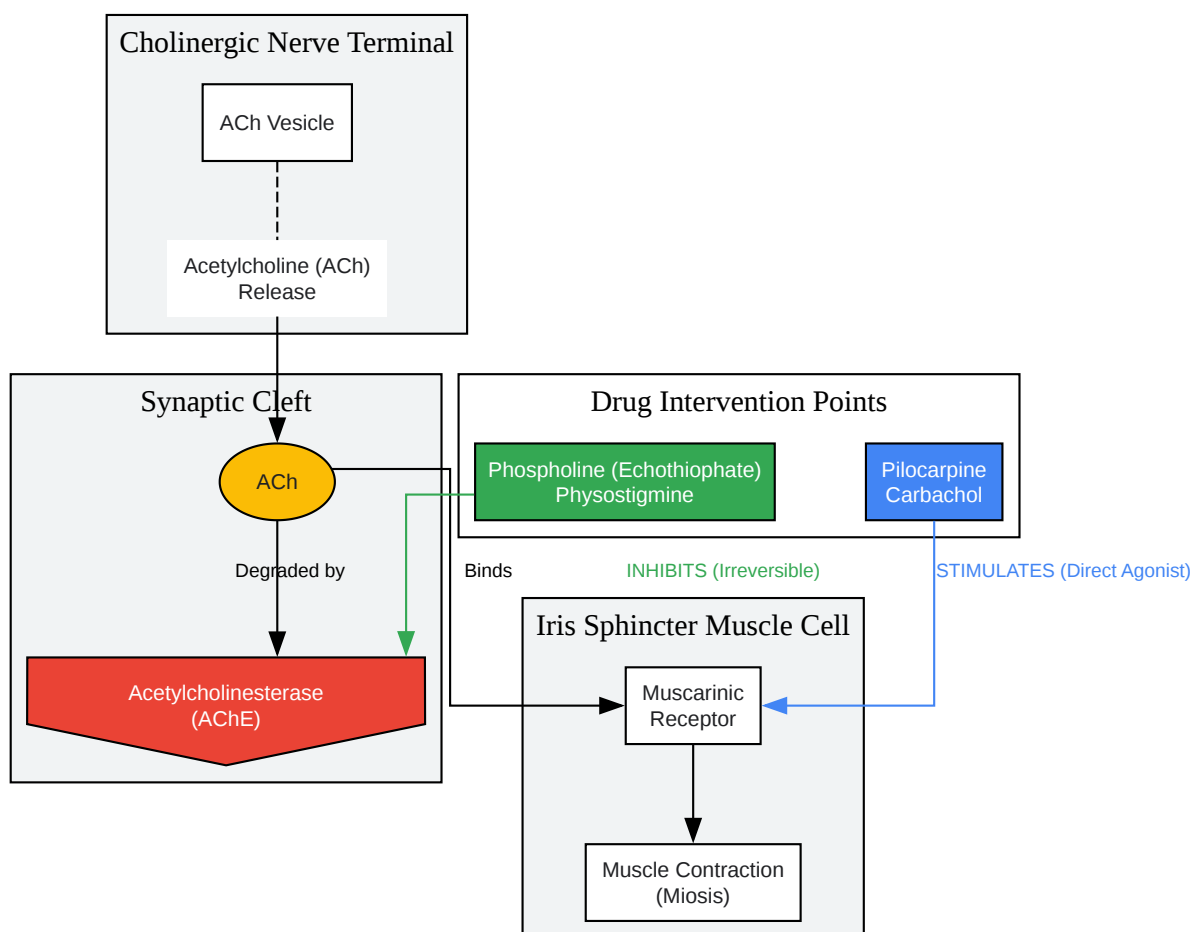 Cholinergic Nerve Terminal
ACh Vesicle
Acetylcholine (ACh)
Release
Synaptic Cleft
Drug Intervention Points
ACh
Phospholine (Echothiophate)
Physostigmine
Pilocarpine
Carbachol
Degraded by
Binds
INHIBITS (Irreversible)
STIMULATES (Direct Agonist)
Iris Sphincter Muscle Cell
Acetylcholinesterase
(AChE)
Muscarinic
Receptor
Muscle Contraction
(Miosis)